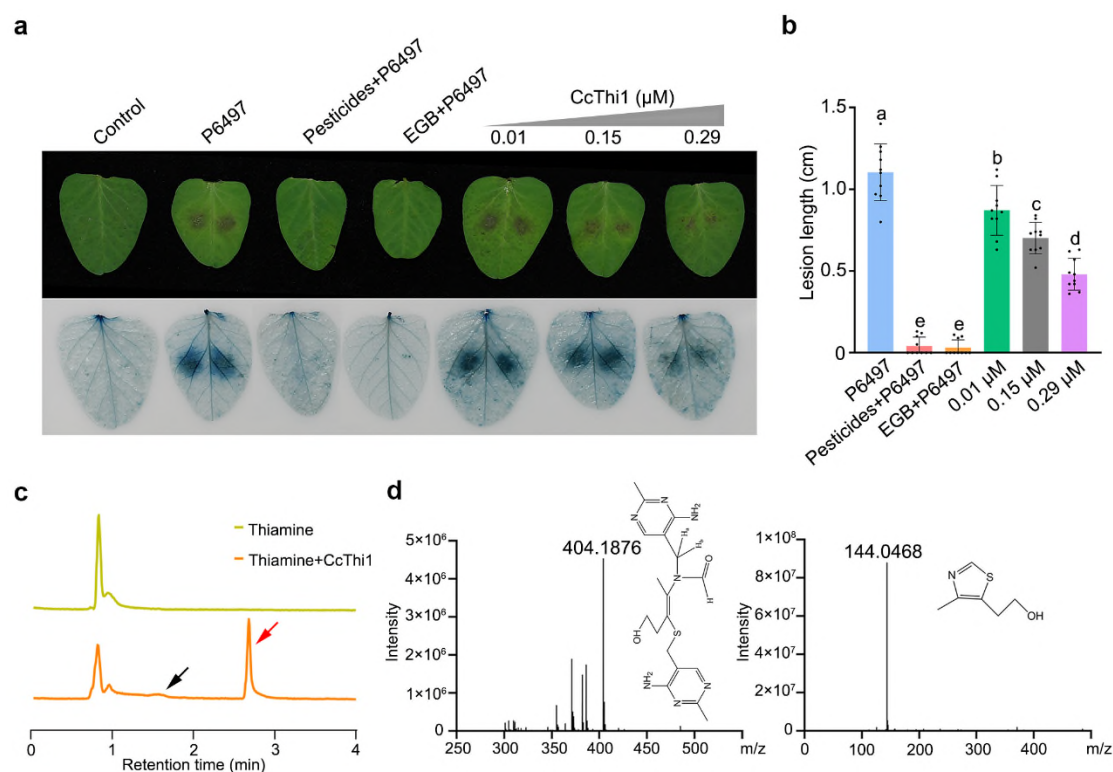 a
Control
P6497
Pesticides+P6497
EGB+P6497
CcThi1 (µM)
0.01 0.15 0.29
b
Lesion length (cm)
1.5
1.0
0.5
0
a
e
e
b
c
d
P6497
Pesticides+P6497
EGB+P6497
0.01 µM
0.15 µM
0.29 µM
c
Thiamine
Thiamine+CcThi1
0 1 2 3 4
Retention time (min)
d
Intensity
5×10⁶
4×10⁶
3×10⁶
2×10⁶
1×10⁶
0
404.1876
N
N
NH₂
Hₐ
H_b
N
O
H
OH
S
NH₂
N
N
250 300 350 400 450 500 550 m/z
Intensity
1×10⁸
8×10⁷
6×10⁷
4×10⁷
2×10⁷
0
144.0468
N
S
OH
0 100 200 300 400 500 m/z